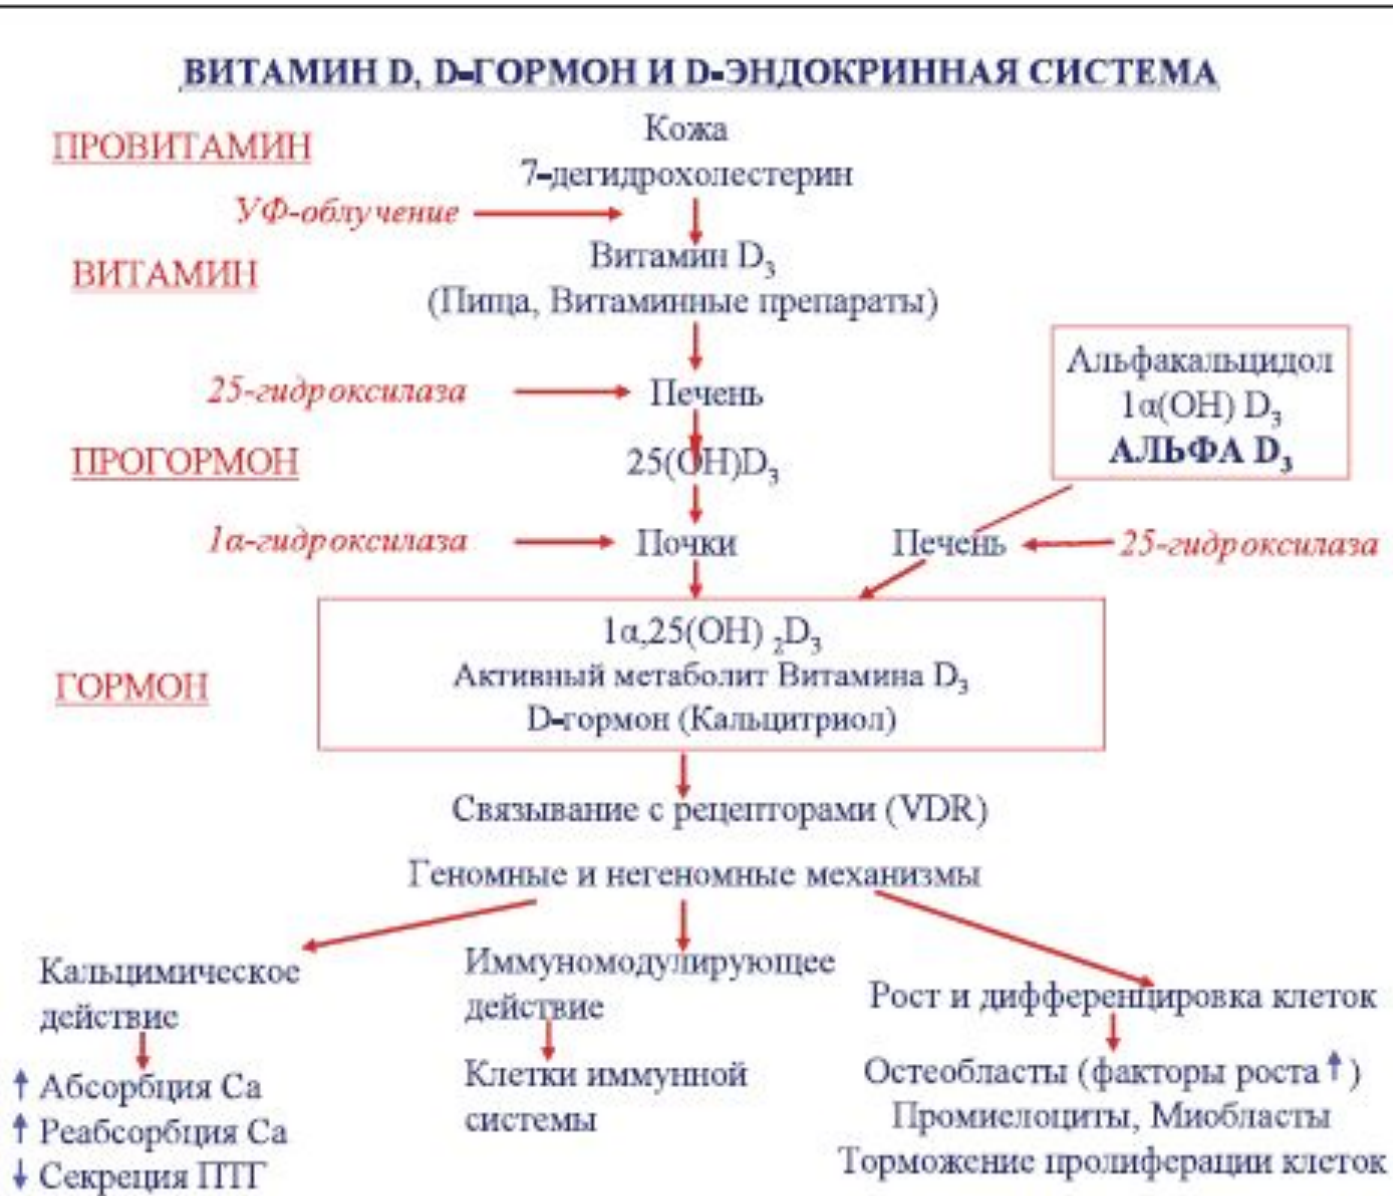 ВИТАМИН D, D-ГОРМОН И D-ЭНДОКРИННАЯ СИСТЕМА
ПРОВИТАМИН
Кожа
7-дегидрохолестерин
УФ-облучение
ВИТАМИН
Витамин D₃
(Пища, Витаминные препараты)
25-гидроксилаза
Печень
Альфакальцидол
1α(OH) D₃
АЛЬФА D₃
ПРОГОРМОН
25(OH)D₃
1α-гидроксилаза
Почки
Печень
25-гидроксилаза
ГОРМОН
1α,25(OH) ₂D₃
Активный метаболит Витамина D₃
D-гормон (Кальцитриол)
Связывание с рецепторами (VDR)
Геномные и негеномные механизмы
Кальцимическое
действие
↑ Абсорбция Ca
↑ Реабсорбция Ca
↓ Секреция ПТГ
Иммуномодулирующее
действие
Клетки иммунной
системы
Рост и дифференцировка клеток
Остеобласты (факторы роста↑)
Промислоциты, Миобласты
Торможение пролиферации клеток